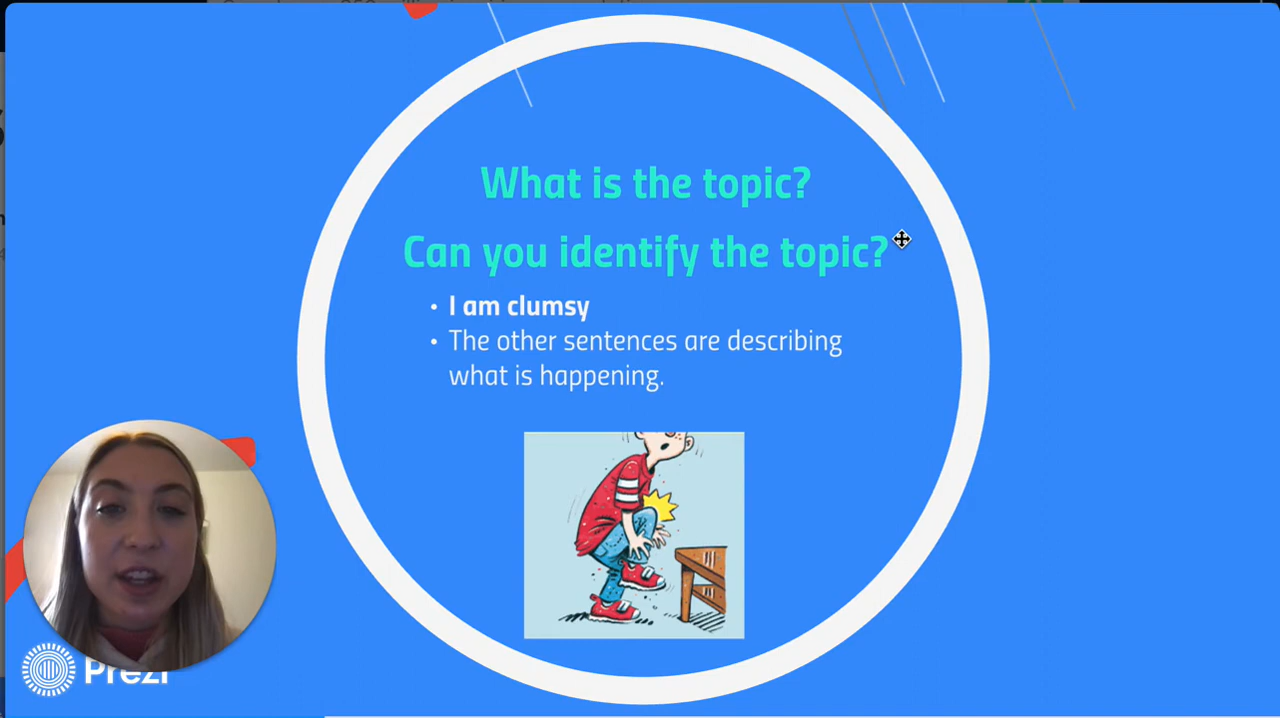 What is the topic?
Can you identify the topic?
• I am clumsy
• The other sentences are describing
what is happening.
Prezi